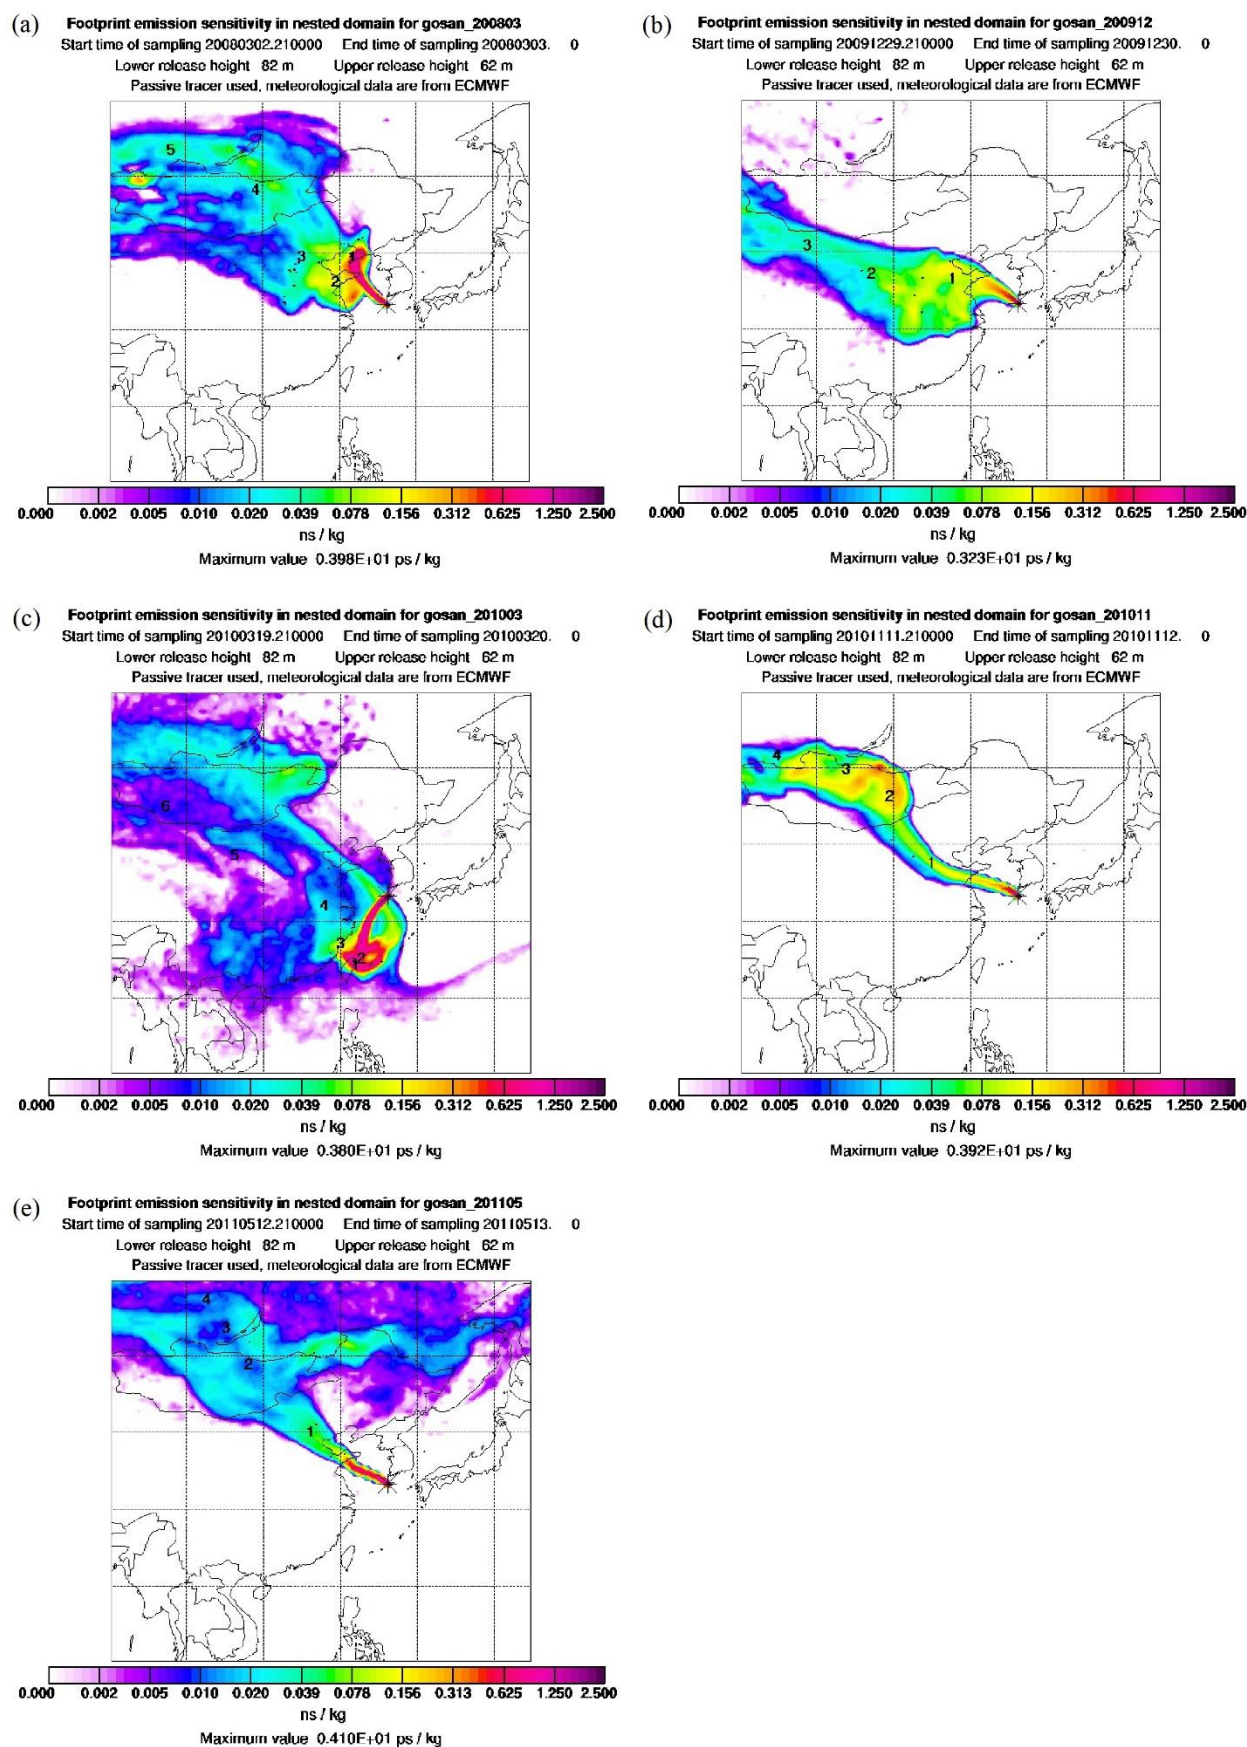 (a)
Footprint emission sensitivity in nested domain for gosan_200803
Start time of sampling 20080302.210000 End time of sampling 20080303. 0
Lower release height 82 m Upper release height 62 m
Passive tracer used, meteorological data are from ECMWF
5
4
3
1
2
0.000 0.002 0.005 0.010 0.020 0.039 0.078 0.156 0.312 0.625 1.250 2.500
ns / kg
Maximum value 0.398E+01 ps / kg
(b)
Footprint emission sensitivity in nested domain for gosan_200912
Start time of sampling 20091229.210000 End time of sampling 20091230. 0
Lower release height 82 m Upper release height 62 m
Passive tracer used, meteorological data are from ECMWF
3
2
1
0.000 0.002 0.005 0.010 0.020 0.039 0.078 0.156 0.312 0.625 1.250 2.500
ns / kg
Maximum value 0.323E+01 ps / kg
(c)
Footprint emission sensitivity in nested domain for gosan_201003
Start time of sampling 20100319.210000 End time of sampling 20100320. 0
Lower release height 82 m Upper release height 62 m
Passive tracer used, meteorological data are from ECMWF
6
5
4
3
2
0.000 0.002 0.005 0.010 0.020 0.039 0.078 0.156 0.312 0.625 1.250 2.500
ns / kg
Maximum value 0.380E+01 ps / kg
(d)
Footprint emission sensitivity in nested domain for gosan_201011
Start time of sampling 20101111.210000 End time of sampling 20101112. 0
Lower release height 82 m Upper release height 62 m
Passive tracer used, meteorological data are from ECMWF
4
3
2
1
0.000 0.002 0.005 0.010 0.020 0.039 0.078 0.156 0.312 0.625 1.250 2.500
ns / kg
Maximum value 0.392E+01 ps / kg
(e)
Footprint emission sensitivity in nested domain for gosan_201105
Start time of sampling 20110512.210000 End time of sampling 20110513. 0
Lower release height 82 m Upper release height 62 m
Passive tracer used, meteorological data are from ECMWF
4
3
2
1
0.000 0.002 0.005 0.010 0.020 0.039 0.078 0.156 0.313 0.625 1.250 2.500
ns / kg
Maximum value 0.410E+01 ps / kg